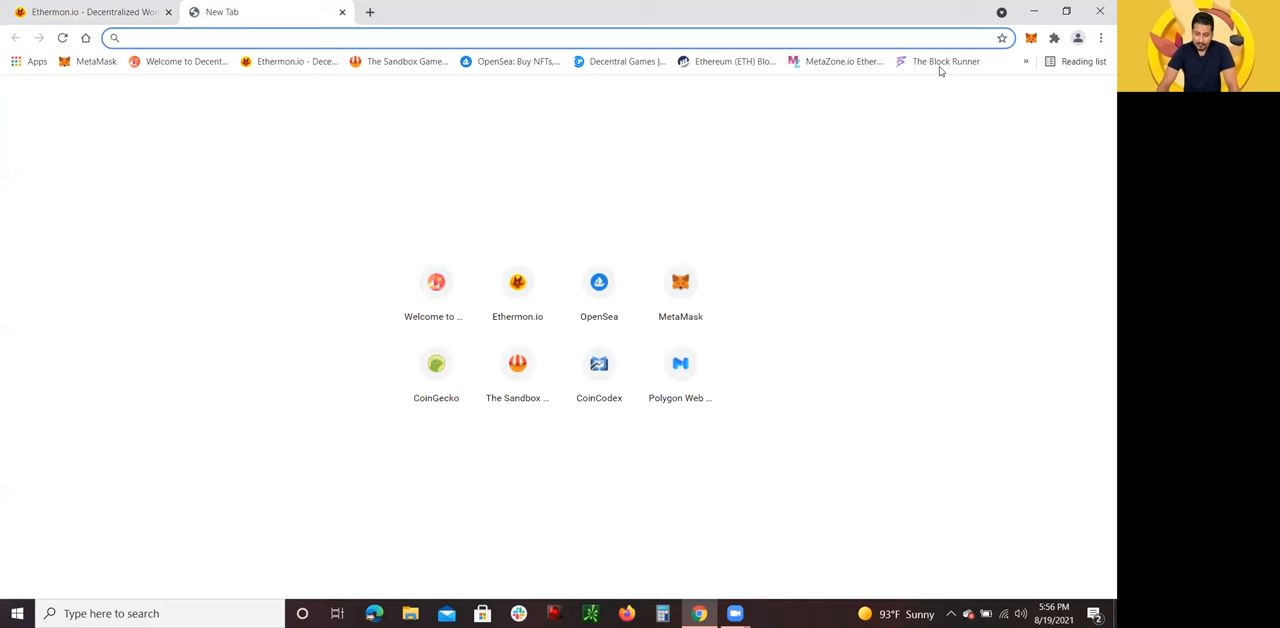 Ethermon.io - Decentralized Wo
New Tab
Apps
MetaMask
Welcome to Decent...
Ethermon.io - Dece...
The Sandbox Game...
OpenSea: Buy NFTs,...
Decentral Games |...
Ethereum (ETH) Blo...
MetaZone.io Ether...
The Block Runner
»
Reading list
Welcome to ...
Ethermon.io
OpenSea
MetaMask
CoinGecko
The Sandbox ...
CoinCodex
Polygon Web ...
Type here to search
93°F Sunny
5:56 PM
8/19/2021
2